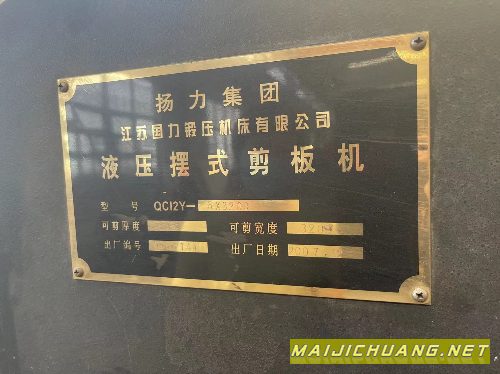 扬力集团
江苏国力锻压机床有限公司
液压摆式剪板机
型 号 QC12Y—
可剪厚度 可剪宽度
出厂编号 出厂日期
MAIJICHUANG.NET